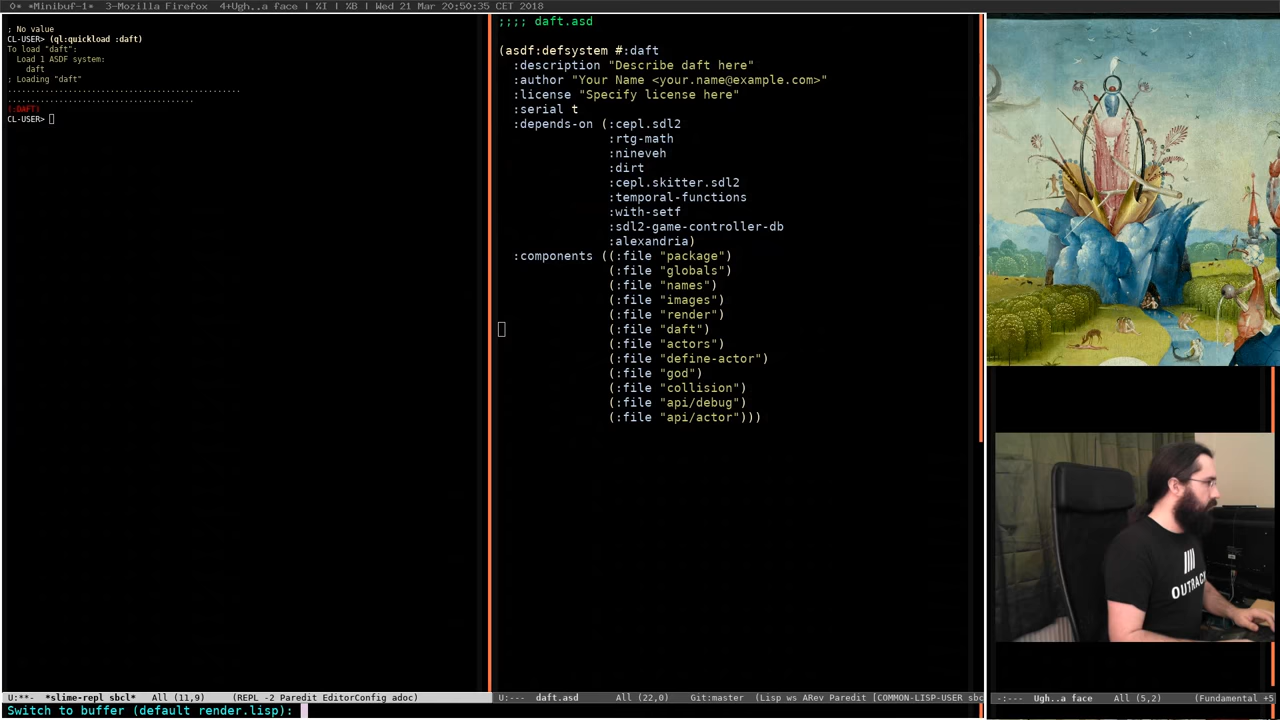 0* *Minibuf-1*  3-Mozilla Firefox  4+Ugh..a face | %I | %B | Wed 21 Mar 20:50:35 CET 2018
; No value
CL-USER> (ql:quickload :daft)
To load "daft":
  Load 1 ASDF system:
    daft
; Loading "daft"
..................................................
........................................
(:DAFT)
CL-USER>
;;;; daft.asd
(asdf:defsystem #:daft
  :description "Describe daft here"
  :author "Your Name <your.name@example.com>"
  :license "Specify license here"
  :serial t
  :depends-on (:cepl.sdl2
               :rtg-math
               :nineveh
               :dirt
               :cepl.skitter.sdl2
               :temporal-functions
               :with-setf
               :sdl2-game-controller-db
               :alexandria)
  :components ((:file "package")
               (:file "globals")
               (:file "names")
               (:file "images")
               (:file "render")
               (:file "daft")
               (:file "actors")
               (:file "define-actor")
               (:file "god")
               (:file "collision")
               (:file "api/debug")
               (:file "api/actor")))
OUTRAC
U:**-  *slime-repl sbcl*   All (11,9)     (REPL -2 Paredit EditorConfig adoc)
U:---  daft.asd       All (22,0)     Git:master  (Lisp ws ARev Paredit [COMMON-LISP-USER sbc
-:---  Ugh..a face    All (5,2)      (Fundamental +5
Switch to buffer (default render.lisp):